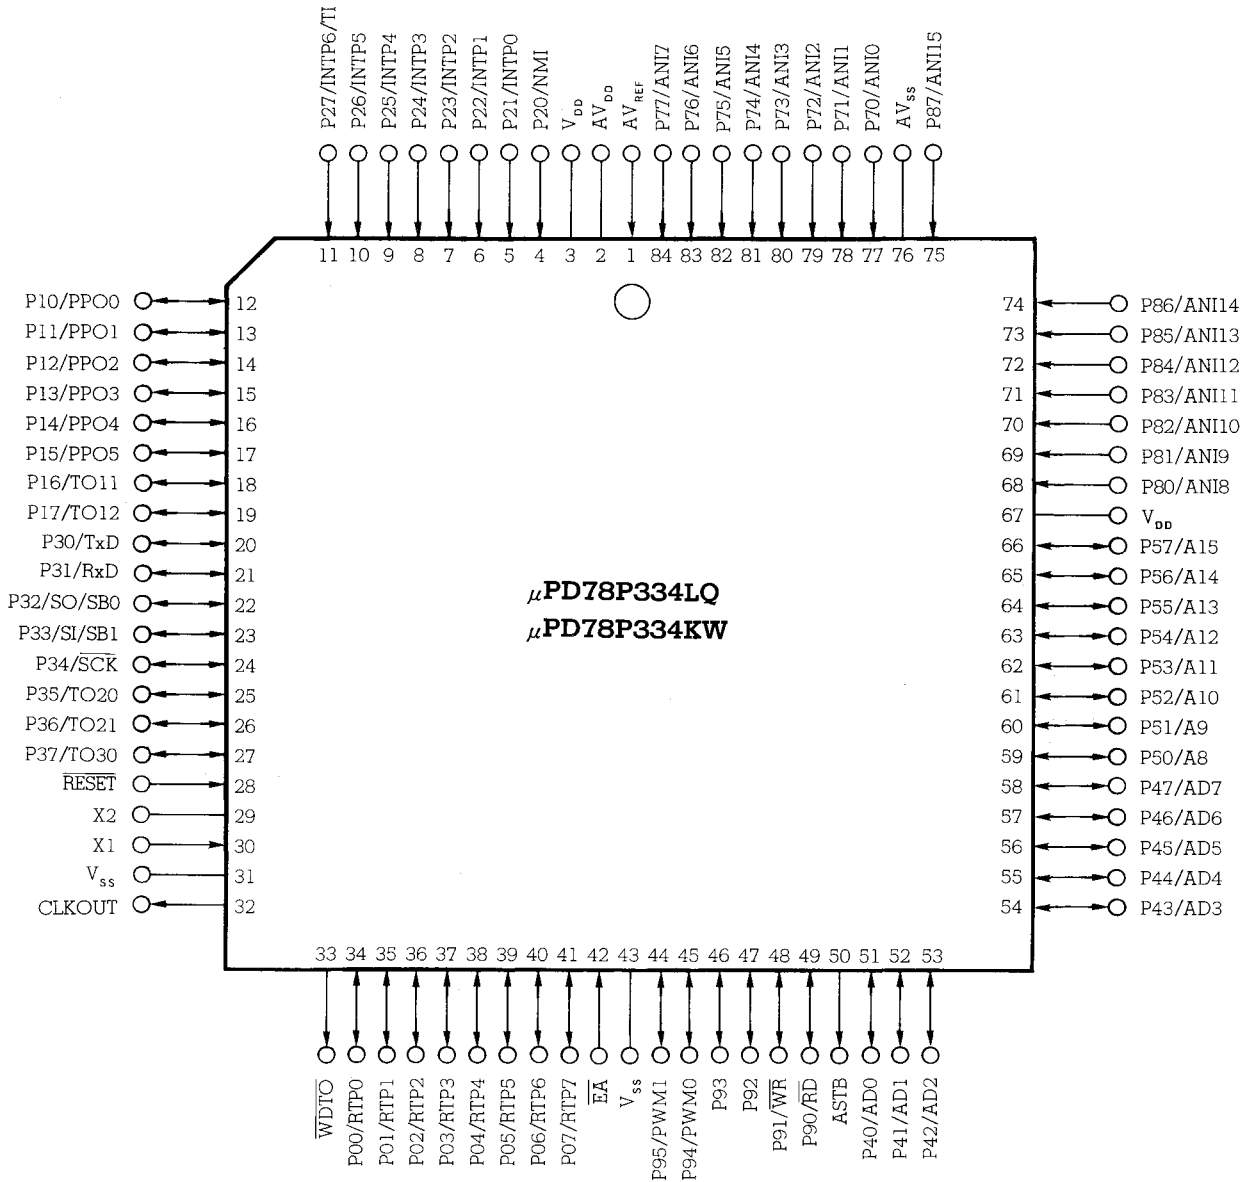 P27/INTP6/TI
P26/INTP5
P25/INTP4
P24/INTP3
P23/INTP2
P22/INTP1
P21/INTP0
P20/NMI
VDD
AVDD
AVREF
P77/ANI7
P76/ANI6
P75/ANI5
P74/ANI4
P73/ANI3
P72/ANI2
P71/ANI1
P70/ANI0
AVSS
P87/ANI15
11 10 9 8 7 6 5 4 3 2 1 84 83 82 81 80 79 78 77 76 75
P10/PPO0 12
P11/PPO1 13
P12/PPO2 14
P13/PPO3 15
P14/PPO4 16
P15/PPO5 17
P16/TO11 18
P17/TO12 19
P30/TxD 20
P31/RxD 21
P32/SO/SB0 22
P33/SI/SB1 23
P34/SCK 24
P35/TO20 25
P36/TO21 26
P37/TO30 27
RESET 28
X2 29
X1 30
VSS 31
CLKOUT 32
μPD78P334LQ
μPD78P334KW
74 P86/ANI14
73 P85/ANI13
72 P84/ANI12
71 P83/ANI11
70 P82/ANI10
69 P81/ANI9
68 P80/ANI8
67 VDD
66 P57/A15
65 P56/A14
64 P55/A13
63 P54/A12
62 P53/A11
61 P52/A10
60 P51/A9
59 P50/A8
58 P47/AD7
57 P46/AD6
56 P45/AD5
55 P44/AD4
54 P43/AD3
33 34 35 36 37 38 39 40 41 42 43 44 45 46 47 48 49 50 51 52 53
WDTO
P00/RTP0
P01/RTP1
P02/RTP2
P03/RTP3
P04/RTP4
P05/RTP5
P06/RTP6
P07/RTP7
EA
VSS
P95/PWM1
P94/PWM0
P93
P92
P91/WR
P90/RD
ASTB
P40/AD0
P41/AD1
P42/AD2